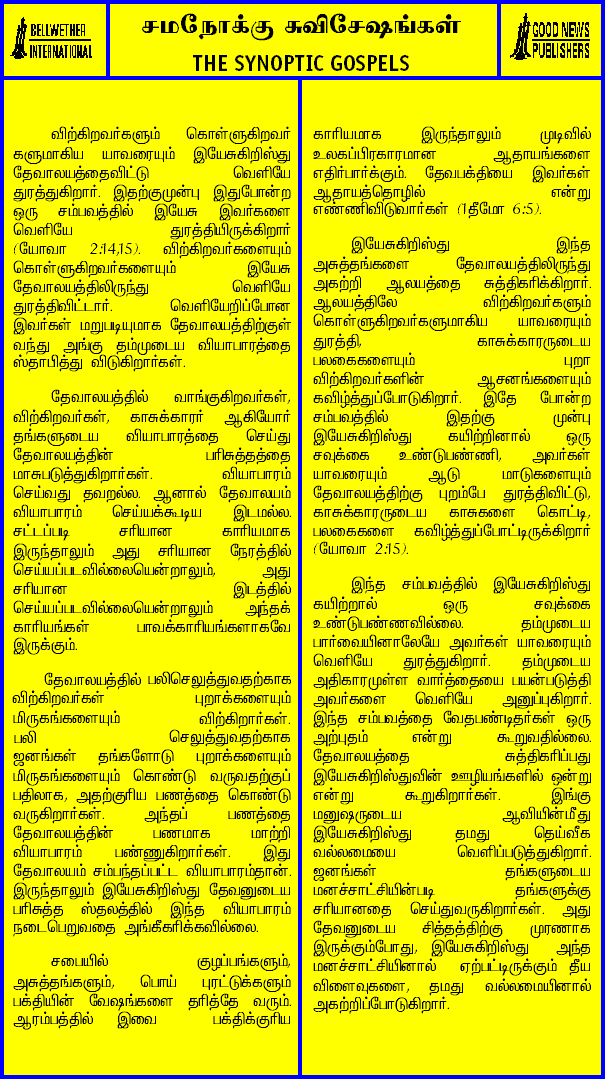 BELLWETHER
INTERNATIONAL
சமநோக்கு சுவிசேஷங்கள்
THE SYNOPTIC GOSPELS
GOOD NEWS
PUBLISHERS
விற்கிறவர்களும் கொள்ளுகிறவர்
களுமாகிய யாவரையும் இயேசுகிறிஸ்து
தேவாலயத்தைவிட்டு வெளியே
துரத்துகிறார். இதற்குமுன்பு இதுபோன்ற
ஒரு சம்பவத்தில் இயேசு இவர்களை
வெளியே துரத்தியிருக்கிறார்
(யோவா 2:14,15). விற்கிறவர்களையும்
கொள்ளுகிறவர்களையும் இயேசு
தேவாலயத்திலிருந்து வெளியே
துரத்திவிட்டார். வெளியேறிப்போன
இவர்கள் மறுபடியுமாக தேவாலயத்திற்குள்
வந்து அங்கு தம்முடைய வியாபாரத்தை
ஸ்தாபித்து விடுகிறார்கள்.
தேவாலயத்தில் வாங்குகிறவர்கள்,
விற்கிறவர்கள், காசுக்காரர் ஆகியோர்
தங்களுடைய வியாபாரத்தை செய்து
தேவாலயத்தின் பரிசுத்தத்தை
மாசுபடுத்துகிறார்கள். வியாபாரம்
செய்வது தவறல்ல. ஆனால் தேவாலயம்
வியாபாரம் செய்யக்கூடிய இடமல்ல.
சட்டப்படி சரியான காரியமாக
இருந்தாலும் அது சரியான நேரத்தில்
செய்யப்படவில்லையென்றாலும், அது
சரியான இடத்தில்
செய்யப்படவில்லையென்றாலும் அந்தக்
காரியங்கள் பாவக்காரியங்களாகவே
இருக்கும்.
தேவாலயத்தில் பலிசெலுத்துவதற்காக
விற்கிறவர்கள் புறாக்களையும்
மிருகங்களையும் விற்கிறார்கள்.
பலி செலுத்துவதற்காக
ஜனங்கள் தங்களோடு புறாக்களையும்
மிருகங்களையும் கொண்டு வருவதற்குப்
பதிலாக, அதற்குரிய பணத்தை கொண்டு
வருகிறார்கள். அந்தப் பணத்தை
தேவாலயத்தின் பணமாக மாற்றி
வியாபாரம் பண்ணுகிறார்கள். இது
தேவாலயம் சம்பந்தப்பட்ட வியாபாரம்தான்.
இருந்தாலும் இயேசுகிறிஸ்து தேவனுடைய
பரிசுத்த ஸ்தலத்தில் இந்த வியாபாரம்
நடைபெறுவதை அங்கீகரிக்கவில்லை.
சபையில் குழப்பங்களும்,
அசுத்தங்களும், பொய் புரட்டுக்களும்
பக்தியின் வேஷங்களை தரித்தே வரும்.
ஆரம்பத்தில் இவை பக்திக்குரிய
காரியமாக இருந்தாலும் முடிவில்
உலகப்பிரகாரமான ஆதாயங்களை
எதிர்பார்க்கும். தேவபக்தியை இவர்கள்
ஆதாயத்தொழில் என்று
எண்ணிவிடுவார்கள் (1தீமோ 6:5).
இயேசுகிறிஸ்து இந்த
அசுத்தங்களை தேவாலயத்திலிருந்து
அகற்றி ஆலயத்தை சுத்திகரிக்கிறார்.
ஆலயத்திலே விற்கிறவர்களும்
கொள்ளுகிறவர்களுமாகிய யாவரையும்
துரத்தி, காசுக்காரருடைய
பலகைகளையும் புறா
விற்கிறவர்களின் ஆசனங்களையும்
கவிழ்த்துப்போடுகிறார். இதே போன்ற
சம்பவத்தில் இதற்கு முன்பு
இயேசுகிறிஸ்து கயிற்றினால் ஒரு
சவுக்கை உண்டுபண்ணி, அவர்கள்
யாவரையும் ஆடு மாடுகளையும்
தேவாலயத்திற்கு புறம்பே துரத்திவிட்டு,
காசுக்காரருடைய காசுகளை கொட்டி,
பலகைகளை கவிழ்த்துப்போட்டிருக்கிறார்
(யோவா 2:15).
இந்த சம்பவத்தில் இயேசுகிறிஸ்து
கயிற்றால் ஒரு சவுக்கை
உண்டுபண்ணவில்லை. தம்முடைய
பார்வையினாலேயே அவர்கள் யாவரையும்
வெளியே துரத்துகிறார். தம்முடைய
அதிகாரமுள்ள வார்த்தையை பயன்படுத்தி
அவர்களை வெளியே அனுப்புகிறார்.
இந்த சம்பவத்தை வேதபண்டிதர்கள் ஒரு
அற்புதம் என்று கூறுவதில்லை.
தேவாலயத்தை சுத்திகரிப்பது
இயேசுகிறிஸ்துவின் ஊழியங்களில் ஒன்று
என்று கூறுகிறார்கள். இங்கு
மனுஷருடைய ஆவியின்மீது
இயேசுகிறிஸ்து தமது தெய்வீக
வல்லமையை வெளிப்படுத்துகிறார்.
ஜனங்கள் தங்களுடைய
மனச்சாட்சியின்படி தங்களுக்கு
சரியானதை செய்துவருகிறார்கள். அது
தேவனுடைய சித்தத்திற்கு முரணாக
இருக்கும்போது, இயேசுகிறிஸ்து அந்த
மனச்சாட்சியினால் ஏற்பட்டிருக்கும் தீய
விளைவுகளை, தமது வல்லமையினால்
அகற்றிப்போடுகிறார்.